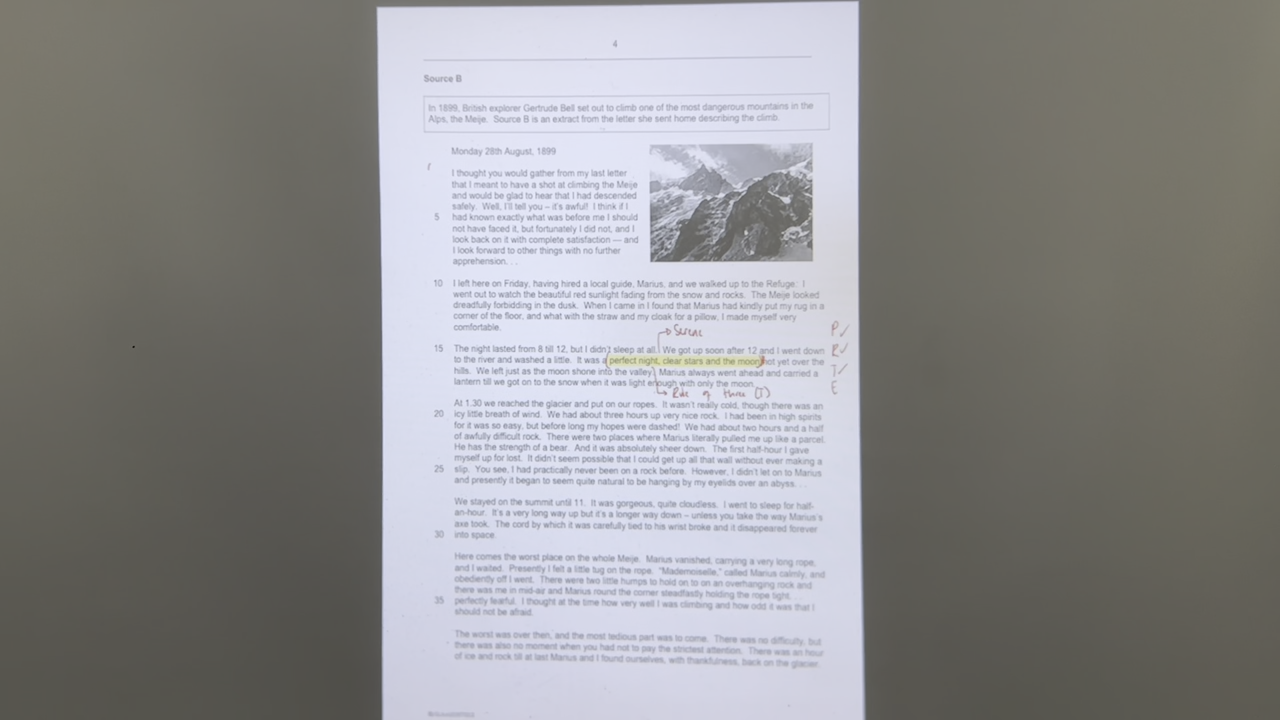 4
Source B
In 1899, British explorer Gertrude Bell set out to climb one of the most dangerous mountains in the
Alps, the Meije. Source B is an extract from the letter she sent home describing the climb.
Monday 28th August, 1899
I thought you would gather from my last letter
that I meant to have a shot at climbing the Meije
and would be glad to hear that I had descended
safely. Well, I'll tell you – it's awful! I think if I
5 had known exactly what was before me I should
not have faced it, but fortunately I did not, and I
look back on it with complete satisfaction — and
I look forward to other things with no further
apprehension. . .
10 I left here on Friday, having hired a local guide, Marius, and we walked up to the Refuge. I
went out to watch the beautiful red sunlight fading from the snow and rocks. The Meije looked
dreadfully forbidding in the dusk. When I came in I found that Marius had kindly put my rug in a
corner of the floor, and what with the straw and my cloak for a pillow, I made myself very
comfortable.
Serene
P ✓
15 The night lasted from 8 till 12, but I didn't sleep at all. We got up soon after 12 and I went down
R ✓
to the river and washed a little. It was a perfect night, clear stars and the moon not yet over the
hills. We left just as the moon shone into the valley. Marius always went ahead and carried a
T ✓
lantern till we got on to the snow when it was light enough with only the moon.
E
Rule of three (T)
At 1.30 we reached the glacier and put on our ropes. It wasn't really cold, though there was an
20 icy little breath of wind. We had about three hours up very nice rock. I had been in high spirits
for it was so easy, but before long my hopes were dashed! We had about two hours and a half
of awfully difficult rock. There were two places where Marius literally pulled me up like a parcel.
He has the strength of a bear. And it was absolutely sheer down. The first half-hour I gave
myself up for lost. It didn't seem possible that I could get up all that wall without ever making a
25 slip. You see, I had practically never been on a rock before. However, I didn't let on to Marius
and presently it began to seem quite natural to be hanging by my eyelids over an abyss. . .
We stayed on the summit until 11. It was gorgeous, quite cloudless. I went to sleep for half-
an-hour. It's a very long way up but it's a longer way down – unless you take the way Marius's
axe took. The cord by which it was carefully tied to his wrist broke and it disappeared forever
30 into space.
Here comes the worst place on the whole Meije. Marius vanished, carrying a very long rope,
and I waited. Presently I felt a little tug on the rope. "Mademoiselle," called Marius calmly, and
obediently off I went. There were two little humps to hold on to on an overhanging rock and
there was me in mid-air and Marius round the corner steadfastly holding the rope tight. . .
35 perfectly fearful. I thought at the time how very well I was climbing and how odd it was that I
should not be afraid.
The worst was over then, and the most tedious part was to come. There was no difficulty, but
there was also no moment when you had not to pay the strictest attention. There was an hour
of ice and rock till at last Marius and I found ourselves, with thankfulness, back on the glacier.